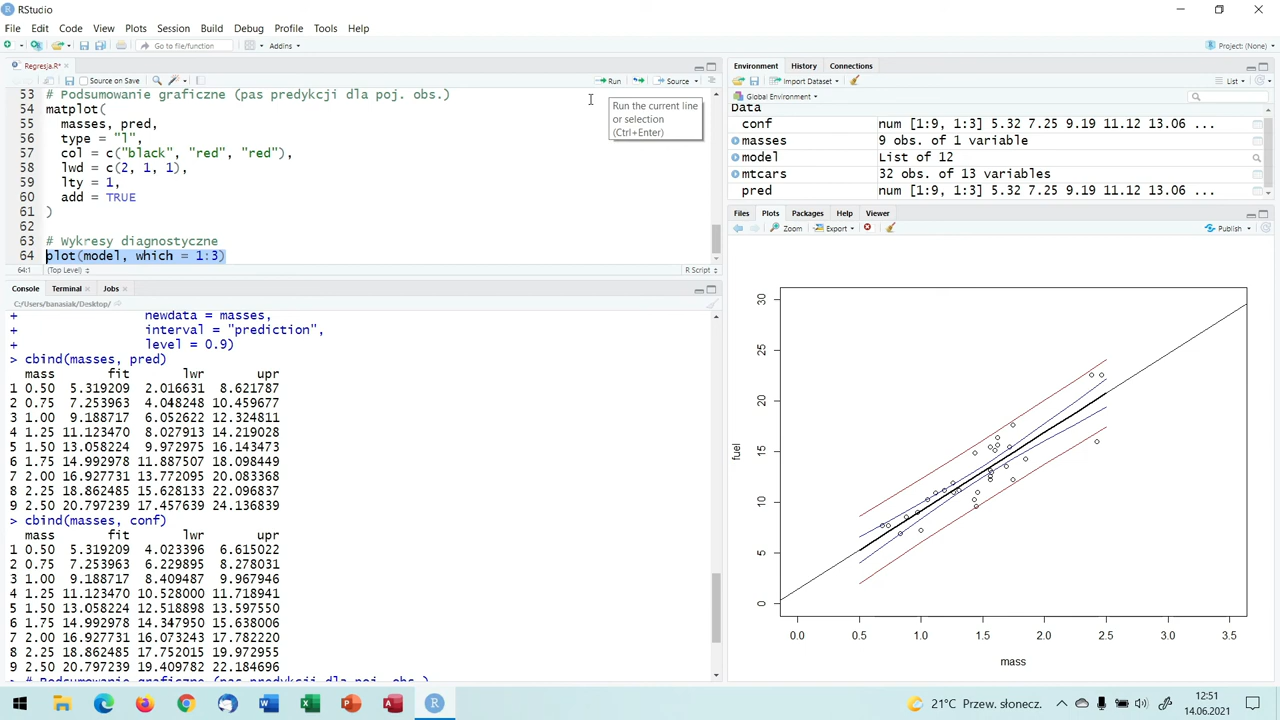 RStudio
File Edit Code View Plots Session Build Debug Profile Tools Help
Go to file/function Addins Project: (None)
Regresja.R*
Source on Save Run Source
53 # Podsumowanie graficzne (pas predykcji dla poj. obs.)
54 matplot(
55 masses, pred,
56 type = "l",
57 col = c("black", "red", "red"),
58 lwd = c(2, 1, 1),
59 lty = 1,
60 add = TRUE
61 )
62
63 # Wykresy diagnostyczne
64 plot(model, which = 1:3)
64:1 (Top Level) R Script
Run the current line
or selection
(Ctrl+Enter)
Console Terminal Jobs
C:/Users/banasiak/Desktop/
+ newdata = masses,
+ interval = "prediction",
+ level = 0.9)
> cbind(masses, pred)
mass fit lwr upr
1 0.50 5.319209 2.016631 8.621787
2 0.75 7.253963 4.048248 10.459677
3 1.00 9.188717 6.052622 12.324811
4 1.25 11.123470 8.027913 14.219028
5 1.50 13.058224 9.972975 16.143473
6 1.75 14.992978 11.887507 18.098449
7 2.00 16.927731 13.772095 20.083368
8 2.25 18.862485 15.628133 22.096837
9 2.50 20.797239 17.457639 24.136839
> cbind(masses, conf)
mass fit lwr upr
1 0.50 5.319209 4.023396 6.615022
2 0.75 7.253963 6.229895 8.278031
3 1.00 9.188717 8.409487 9.967946
4 1.25 11.123470 10.528000 11.718941
5 1.50 13.058224 12.518898 13.597550
6 1.75 14.992978 14.347950 15.638006
7 2.00 16.927731 16.073243 17.782220
8 2.25 18.862485 17.752015 19.972955
9 2.50 20.797239 19.409782 22.184696
> # Podsumowanie graficzne (pas predykcji dla poj. obs.)
Environment History Connections
Import Dataset List
Global Environment
Data
conf num [1:9, 1:3] 5.32 7.25 9.19 11.12 13.06 ...
masses 9 obs. of 1 variable
model List of 12
mtcars 32 obs. of 13 variables
pred num [1:9, 1:3] 5.32 7.25 9.19 11.12 13.06 ...
Files Plots Packages Help Viewer
Zoom Export Publish
30
25
20
15
10
5
0
fuel
0.0 0.5 1.0 1.5 2.0 2.5 3.0 3.5
mass
21°C Przew. słonecz.
12:51
14.06.2021